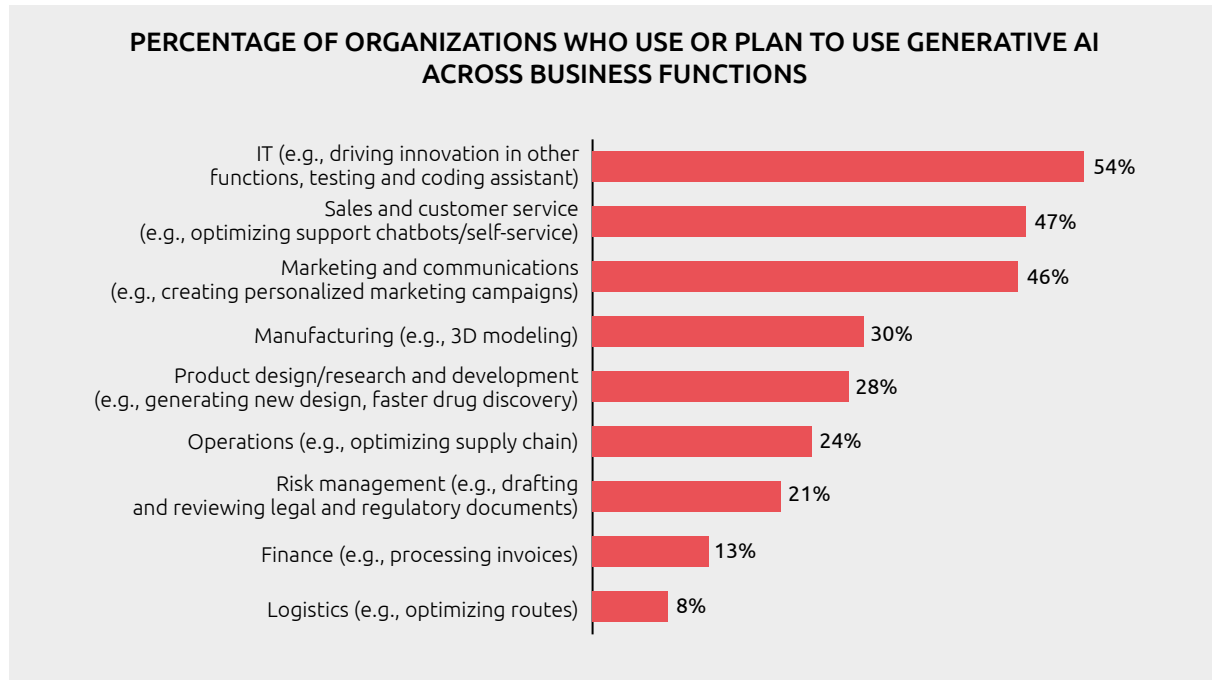 PERCENTAGE OF ORGANIZATIONS WHO USE OR PLAN TO USE GENERATIVE AI
ACROSS BUSINESS FUNCTIONS
IT (e.g., driving innovation in other
functions, testing and coding assistant)
54%
Sales and customer service
(e.g., optimizing support chatbots/self-service)
47%
Marketing and communications
(e.g., creating personalized marketing campaigns)
46%
Manufacturing (e.g., 3D modeling)
30%
Product design/research and development
(e.g., generating new design, faster drug discovery)
28%
Operations (e.g., optimizing supply chain)
24%
Risk management (e.g., drafting
and reviewing legal and regulatory documents)
21%
Finance (e.g., processing invoices)
13%
Logistics (e.g., optimizing routes)
8%